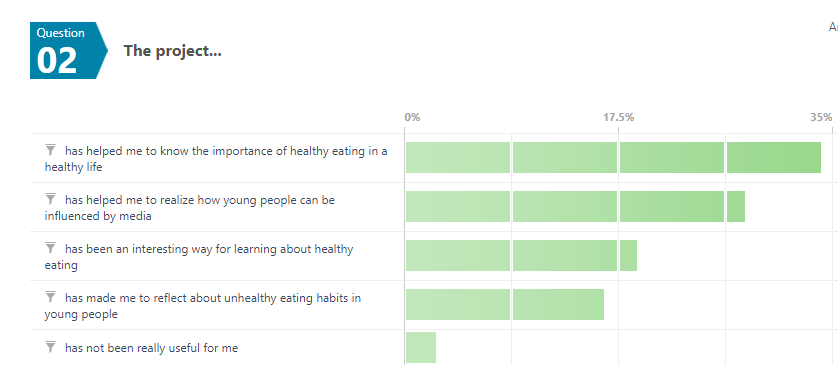 Question
02
The project...
0%
17.5%
35%
has helped me to know the importance of healthy eating in a
healthy life
has helped me to realize how young people can be
influenced by media
has been an interesting way for learning about healthy
eating
has made me to reflect about unhealthy eating habits in
young people
has not been really useful for me